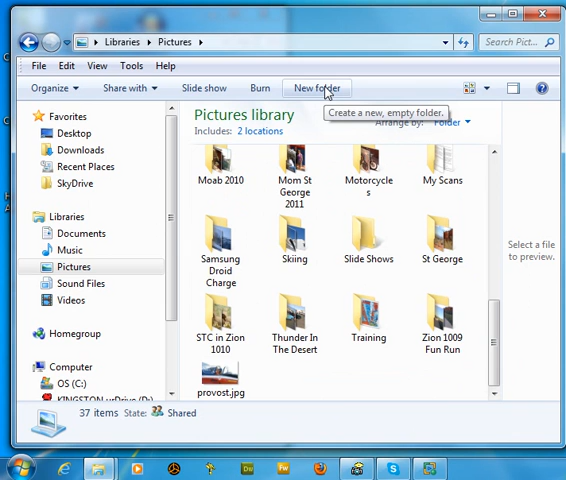 Libraries ▸ Pictures ▸
Search Pict...
File Edit View Tools Help
Organize Share with Slide show Burn New folder
Create a new, empty folder.
Pictures library
Includes: 2 locations
Arrange by: Folder
Favorites
Desktop
Downloads
Recent Places
SkyDrive
Libraries
Documents
Music
Pictures
Sound Files
Videos
Homegroup
Computer
OS (C:)
KINGSTON urDrive (D:)
Moab 2010
Mom St
George
2011
Motorcycle
s
My Scans
Samsung
Droid
Charge
Skiing
Slide Shows
St George
STC in Zion
1010
Thunder In
The Desert
Training
Zion 1009
Fun Run
provost.jpg
Select a file
to preview.
37 items State: Shared
Dw
Fw